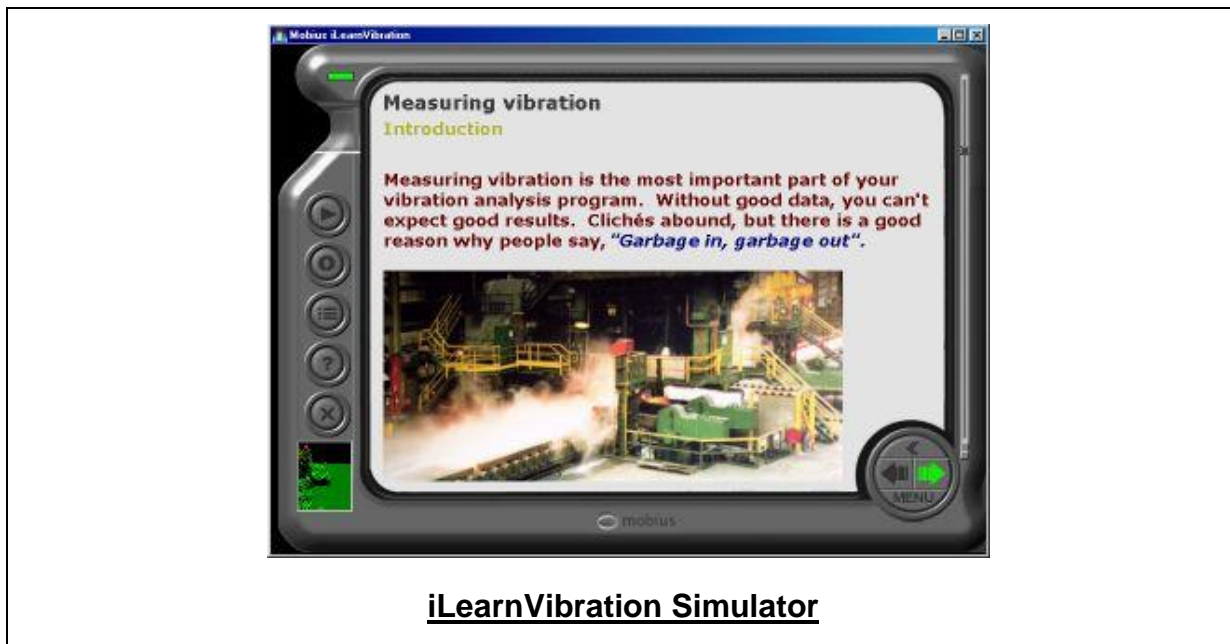 Mobius iLearnVibration
Measuring vibration
Introduction
Measuring vibration is the most important part of your
vibration analysis program. Without good data, you can't
expect good results. Clichés abound, but there is a good
reason why people say, "Garbage in, garbage out".
MENU
mobius
iLearnVibration Simulator